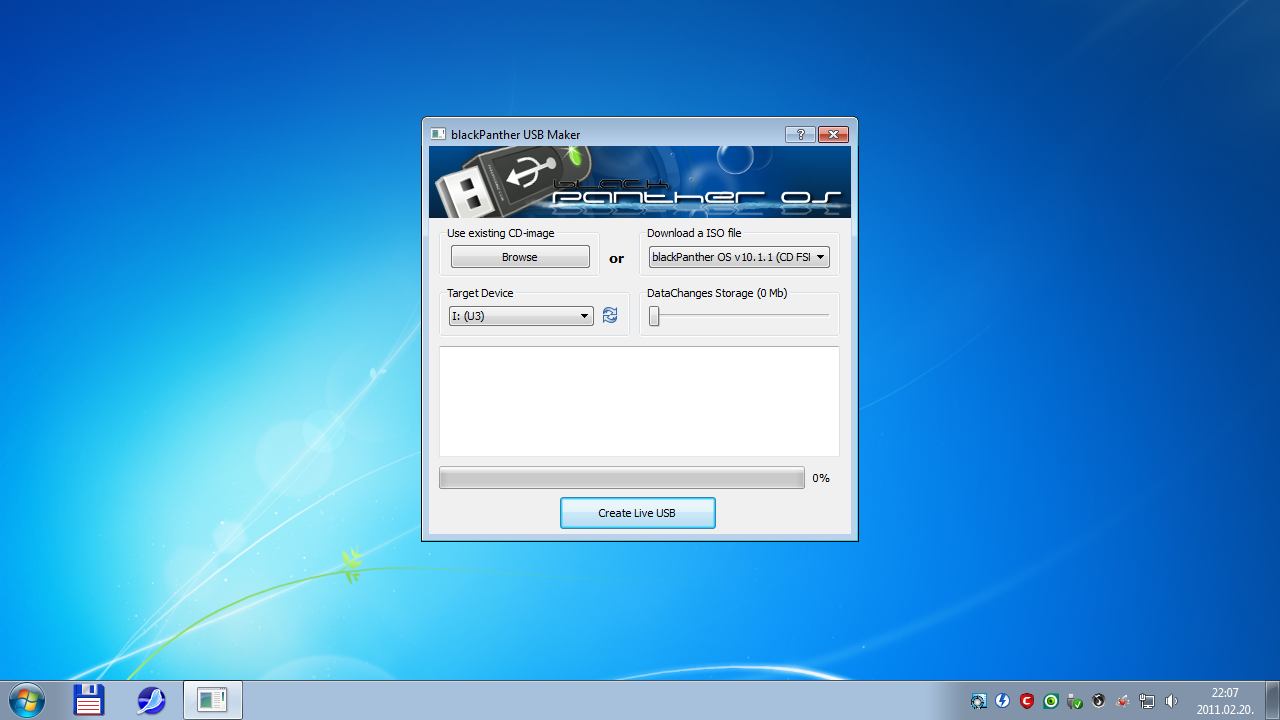 blackPanther USB Maker
black
Panther OS
Use existing CD-image
Download a ISO file
Browse
or
blackPanther OS v10.1.1 (CD FSI
Target Device
DataChanges Storage (0 Mb)
I: (U3)
0%
Create Live USB
22:07
2011.02.20.